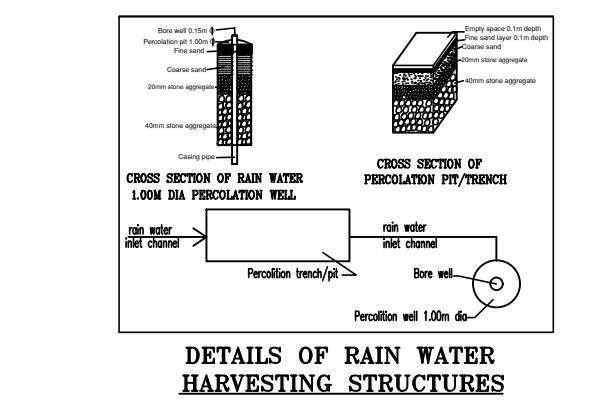 Bore well 0.15m ϕ
Percolation pit 1.00m ϕ
Fine sand
Coarse sand
20mm stone aggregate
40mm stone aggregate
Casing pipe
CROSS SECTION OF RAIN WATER
1.00M DIA PERCOLATION WELL
Empty space 0.1m depth
Fine sand layer 0.1m depth
Coarse sand
20mm stone aggregate
40mm stone aggregate
CROSS SECTION OF
PERCOLATION PIT/TRENCH
rain water
inlet channel
Percolition trench/pit
rain water
inlet channel
Bore well
Percolition well 1.00m dia
DETAILS OF RAIN WATER
HARVESTING STRUCTURES